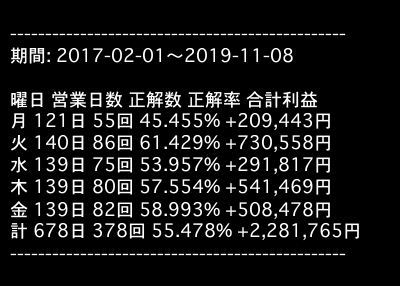 ------------------------------------------------
期間: 2017-02-01～2019-11-08
曜日 営業日数 正解数 正解率 合計利益
月 121日 55回 45.455% +209,443円
火 140日 86回 61.429% +730,558円
水 139日 75回 53.957% +291,817円
木 139日 80回 57.554% +541,469円
金 139日 82回 58.993% +508,478円
計 678日 378回 55.478% +2,281,765円
------------------------------------------------